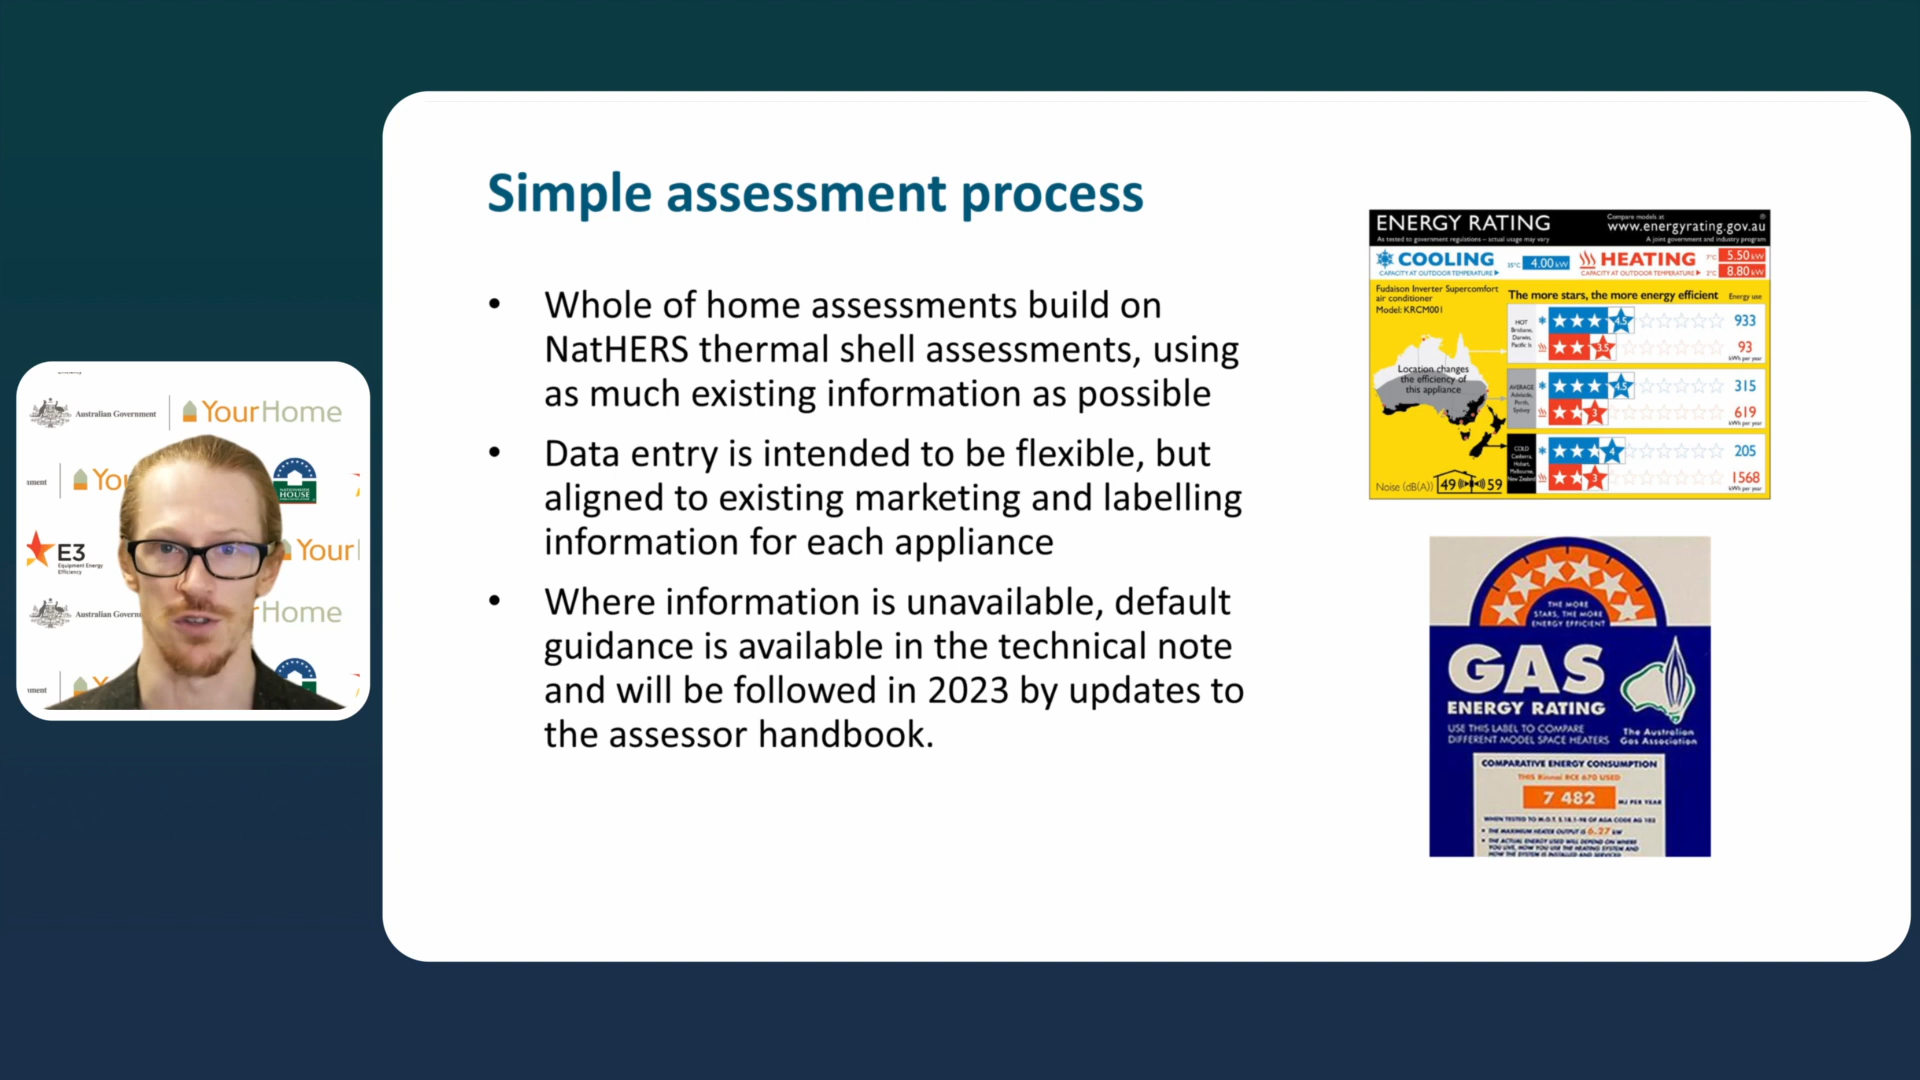 Simple assessment process
• Whole of home assessments build on
NatHERS thermal shell assessments, using
as much existing information as possible
• Data entry is intended to be flexible, but
aligned to existing marketing and labelling
information for each appliance
• Where information is unavailable, default
guidance is available in the technical note
and will be followed in 2023 by updates to
the assessor handbook.
Australian Government
YourHome
ment
You
NATIONWIDE
HOUSE
E3
Equipment Energy
Efficiency
Your
Australian Governm
rHome
ment
ENERGY RATING
As tested to government regulations – actual usage may vary
Compare models at
www.energyrating.gov.au
A joint government and industry program
COOLING
CAPACITY AT OUTDOOR TEMPERATURE
35°C 4.00 kW
HEATING
CAPACITY AT OUTDOOR TEMPERATURE
7°C 5.50 kW
2°C 8.80 kW
Fudaison Inverter Supercomfort
air conditioner
Model: KRCM001
The more stars, the more energy efficient
Energy use
Location changes
the efficiency of
this appliance
HOT
Brisbane,
Darwin,
Pacific Is
4.5
933
3.5
93
kWh per year
AVERAGE
Adelaide,
Perth,
Sydney
4.5
315
3
619
kWh per year
COLD
Canberra,
Hobart,
Melbourne,
New Zealand
4
205
3
1568
kWh per year
Noise (dB(A)) 49 59
THE MORE
STARS, THE MORE
ENERGY EFFICIENT
GAS
ENERGY RATING
USE THIS LABEL TO COMPARE
DIFFERENT MODEL SPACE HEATERS
The Australian
Gas Association
COMPARATIVE ENERGY CONSUMPTION
THIS Rinnai RCE 670 USED
7 482 MJ PER YEAR
WHEN TESTED TO M.O.T. 5.18.1-98 OF AGA CODE AG 103
• THE MAXIMUM HEATER OUTPUT IS 6.27 kW
• THE ACTUAL ENERGY USED WILL DEPEND ON WHERE
YOU LIVE, HOW YOU USE THE HEATING SYSTEM AND
HOW THE SYSTEM IS INSTALLED AND SERVICED